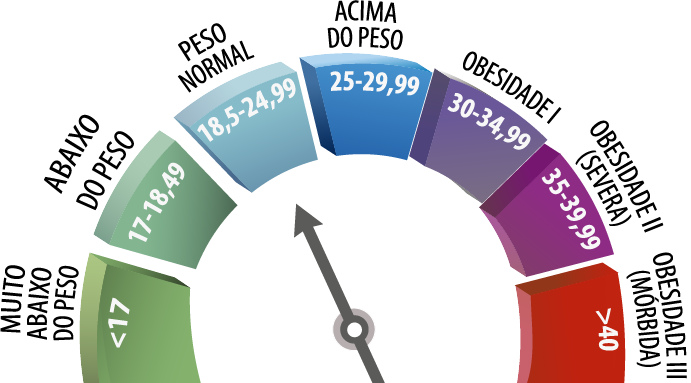 MUITO
ABAIXO
DO PESO
<17
ABAIXO
DO PESO
17-18,49
PESO
NORMAL
18,5-24,99
ACIMA
DO PESO
25-29,99
OBESIDADE I
30-34,99
OBESIDADE II
(SEVERA)
35-39,99
OBESIDADE III
(MÓRBIDA)
>40